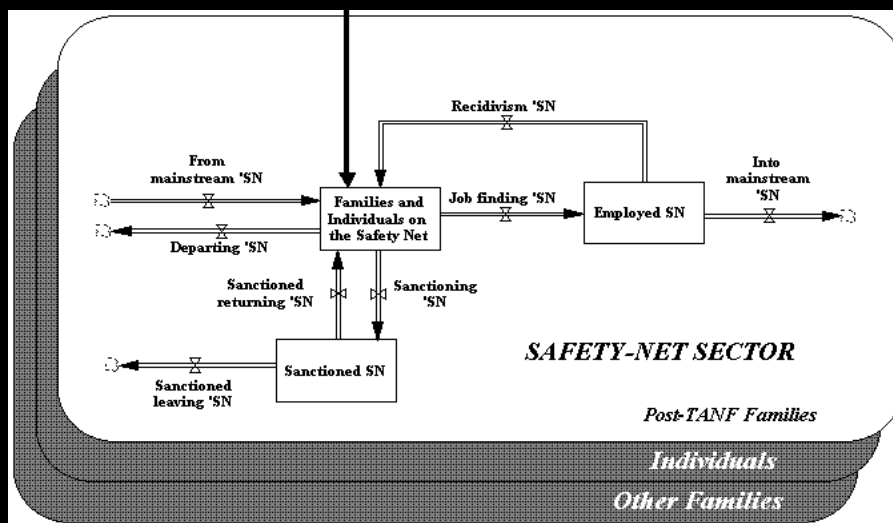 Recidivism 'SN
From
mainstream 'SN
Into
mainstream
'SN
Families and
Individuals on
the Safety Net
Job finding 'SN
Employed SN
Departing 'SN
Sanctioned
returning 'SN
Sanctioning
'SN
Sanctioned SN
SAFETY-NET SECTOR
Sanctioned
leaving 'SN
Post-TANF Families
Individuals
Other Families